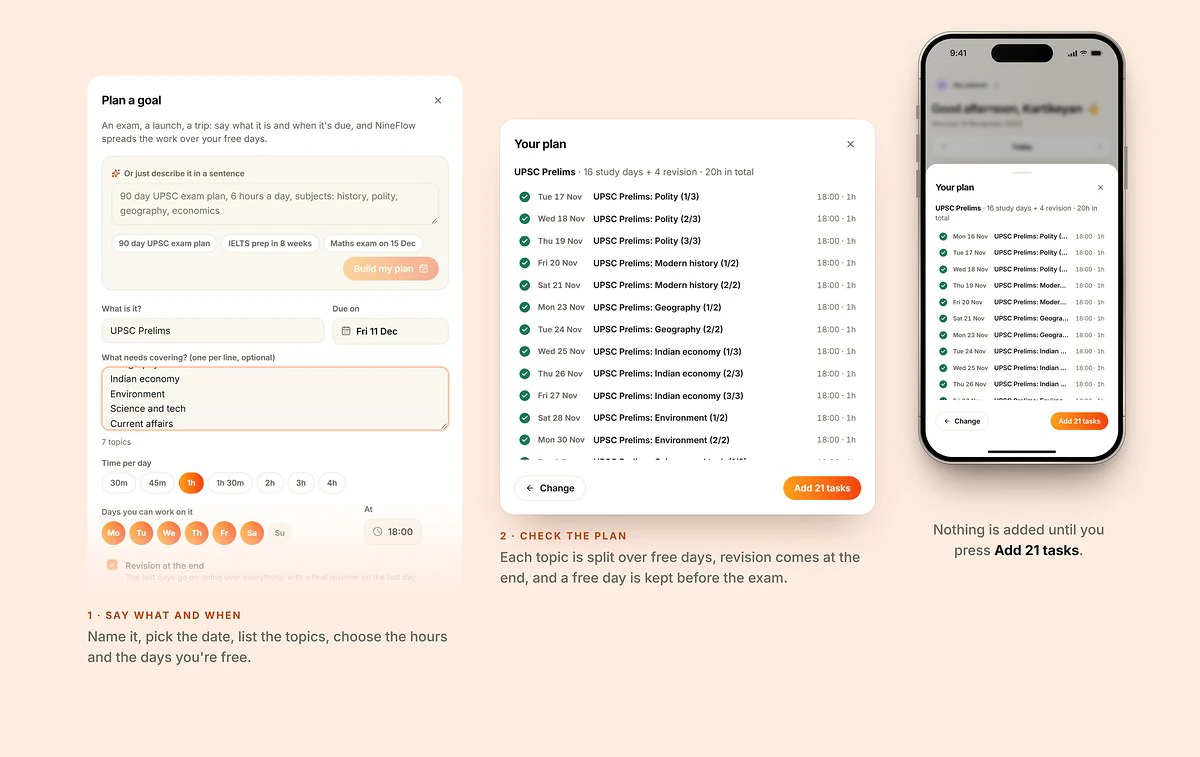 Plan a goal
An exam, a launch, a trip: say what it is and when it's due, and NineFlow
spreads the work over your free days.
Or just describe it in a sentence
90 day UPSC exam plan, 6 hours a day, subjects: history, polity,
geography, economics
90 day UPSC exam plan
IELTS prep in 8 weeks
Maths exam on 15 Dec
Build my plan
What is it?
Due on
UPSC Prelims
Fri 11 Dec
What needs covering? (one per line, optional)
Indian economy
Environment
Science and tech
Current affairs
7 topics
Time per day
30m 45m 1h 1h 30m 2h 3h 4h
Days you can work on it
At
Mo Tu We Th Fr Sa Su
18:00
Revision at the end
The last days go on going over everything, with a final revision on the last day.
1 · SAY WHAT AND WHEN
Name it, pick the date, list the topics, choose the hours
and the days you're free.
Your plan
UPSC Prelims · 16 study days + 4 revision · 20h in total
Tue 17 Nov UPSC Prelims: Polity (1/3) 18:00 · 1h
Wed 18 Nov UPSC Prelims: Polity (2/3) 18:00 · 1h
Thu 19 Nov UPSC Prelims: Polity (3/3) 18:00 · 1h
Fri 20 Nov UPSC Prelims: Modern history (1/2) 18:00 · 1h
Sat 21 Nov UPSC Prelims: Modern history (2/2) 18:00 · 1h
Mon 23 Nov UPSC Prelims: Geography (1/2) 18:00 · 1h
Tue 24 Nov UPSC Prelims: Geography (2/2) 18:00 · 1h
Wed 25 Nov UPSC Prelims: Indian economy (1/3) 18:00 · 1h
Thu 26 Nov UPSC Prelims: Indian economy (2/3) 18:00 · 1h
Fri 27 Nov UPSC Prelims: Indian economy (3/3) 18:00 · 1h
Sat 28 Nov UPSC Prelims: Environment (1/2) 18:00 · 1h
Mon 30 Nov UPSC Prelims: Environment (2/2) 18:00 · 1h
Change
Add 21 tasks
2 · CHECK THE PLAN
Each topic is split over free days, revision comes at the
end, and a free day is kept before the exam.
9:41
Good afternoon, Kartikeyan
Today
Your plan
UPSC Prelims · 16 study days + 4 revision · 20h in
total
Mon 16 Nov UPSC Prelims: Polity (... 18:00 · 1h
Tue 17 Nov UPSC Prelims: Polity (... 18:00 · 1h
Wed 18 Nov UPSC Prelims: Polity (... 18:00 · 1h
Thu 19 Nov UPSC Prelims: Moder... 18:00 · 1h
Fri 20 Nov UPSC Prelims: Moder... 18:00 · 1h
Sat 21 Nov UPSC Prelims: Geogra... 18:00 · 1h
Mon 23 Nov UPSC Prelims: Geogra... 18:00 · 1h
Tue 24 Nov UPSC Prelims: Indian ... 18:00 · 1h
Wed 25 Nov UPSC Prelims: Indian ... 18:00 · 1h
Thu 26 Nov UPSC Prelims: Indian ... 18:00 · 1h
Change
Add 21 tasks
Nothing is added until you
press Add 21 tasks.